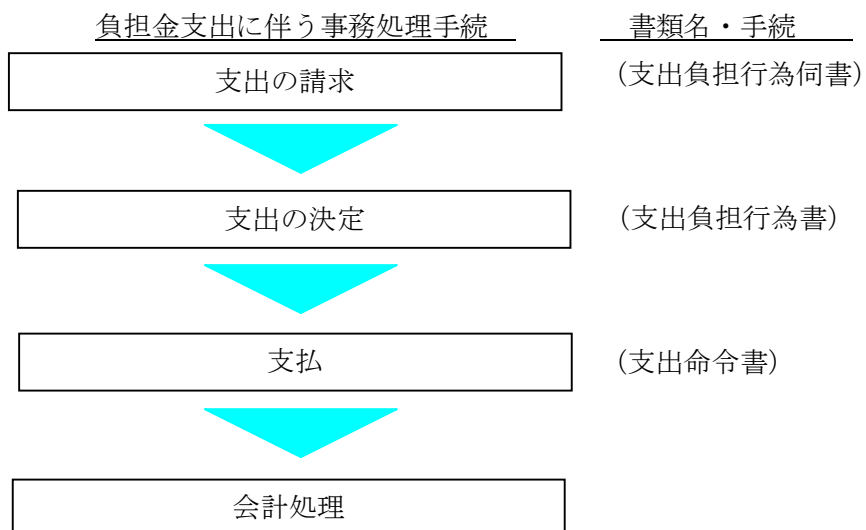 負担金支出に伴う事務処理手続 書類名・手続
支出の請求 (支出負担行為伺書)
支出の決定 (支出負担行為書)
支払 (支出命令書)
会計処理